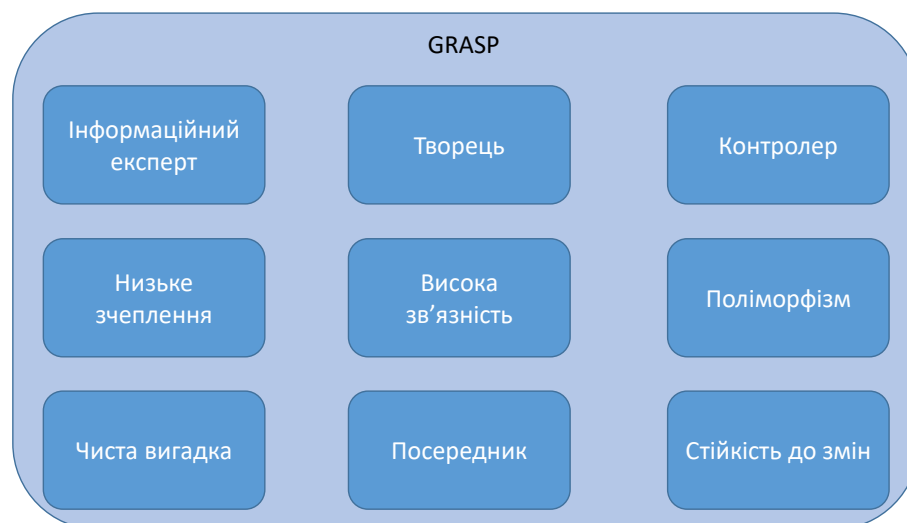 GRASP
Інформаційний
експерт
Творець
Контролер
Низьке
зчеплення
Висока
зв’язність
Поліморфізм
Чиста вигадка
Посередник
Стійкість до змін